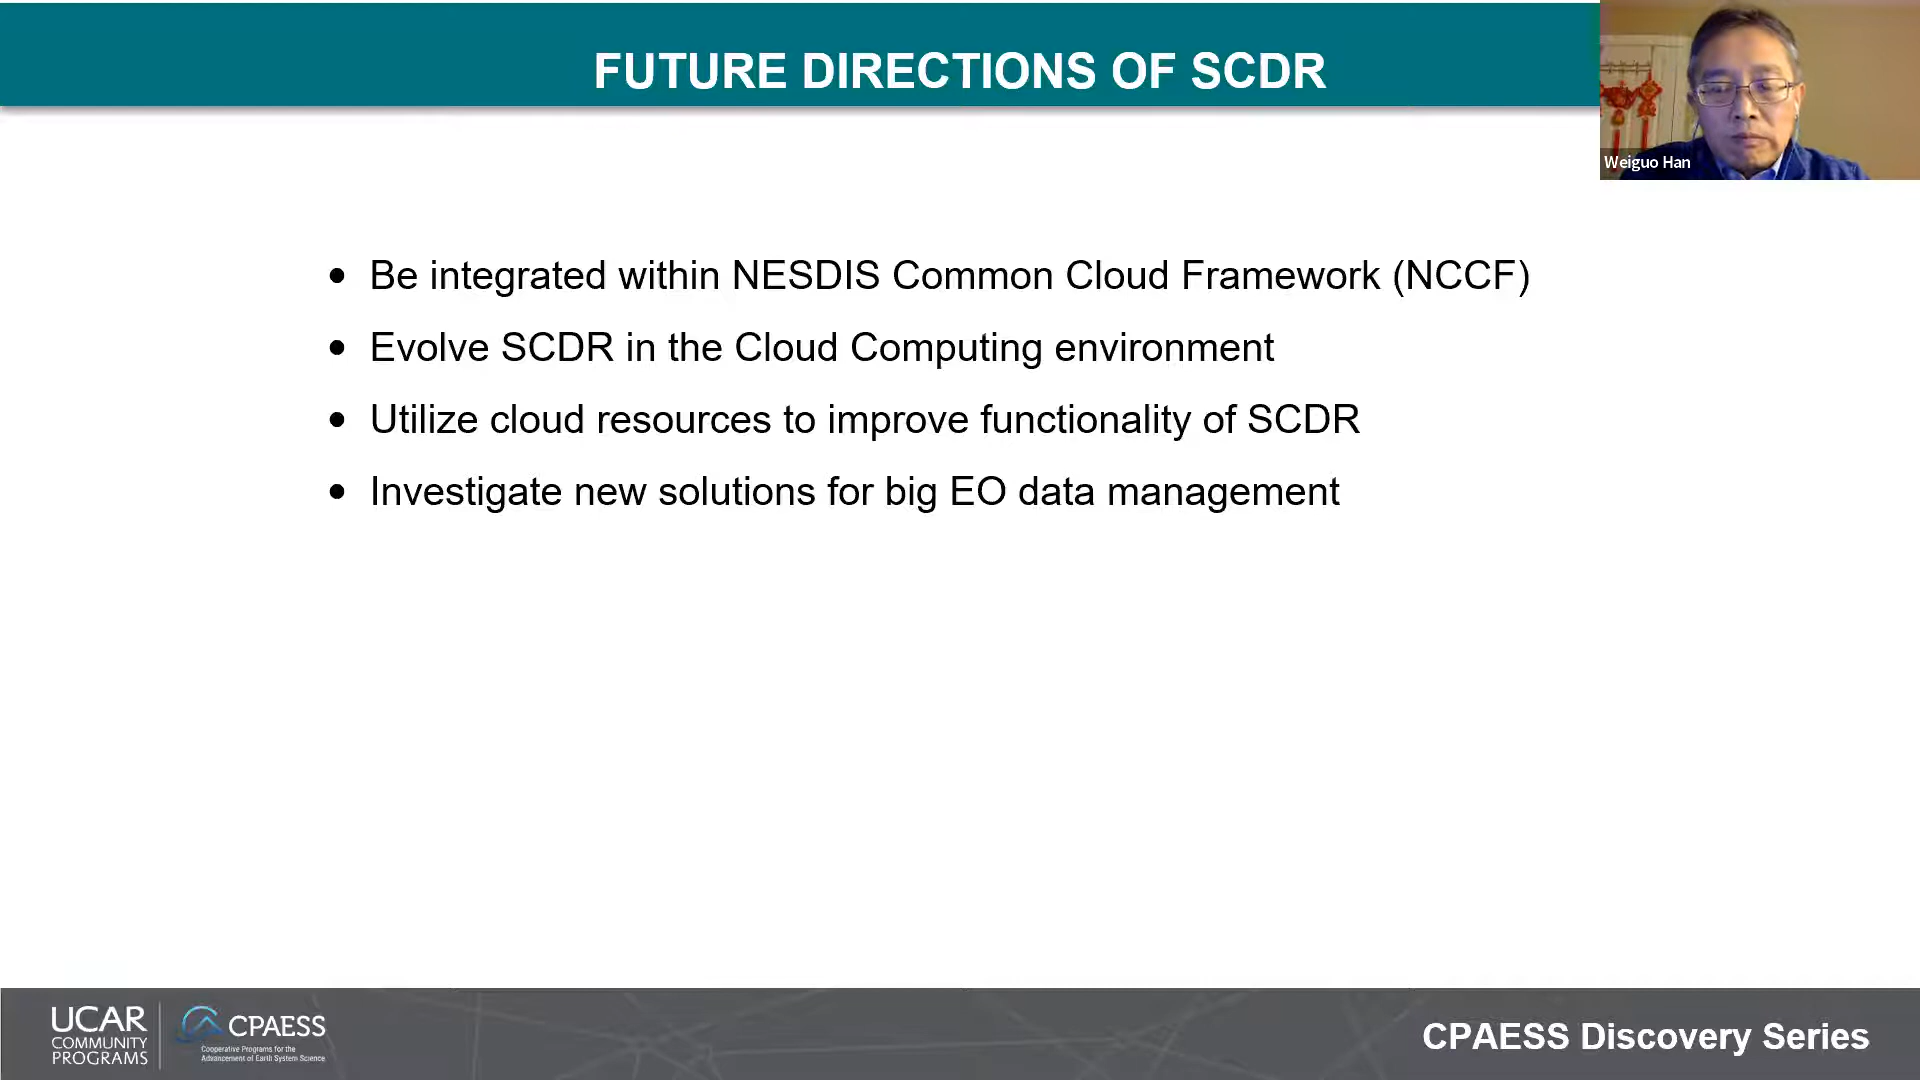 FUTURE DIRECTIONS OF SCDR
Weiguo Han
• Be integrated within NESDIS Common Cloud Framework (NCCF)
• Evolve SCDR in the Cloud Computing environment
• Utilize cloud resources to improve functionality of SCDR
• Investigate new solutions for big EO data management
UCAR
COMMUNITY
PROGRAMS
CPAESS
Cooperative Programs for the
Advancement of Earth System Science
CPAESS Discovery Series